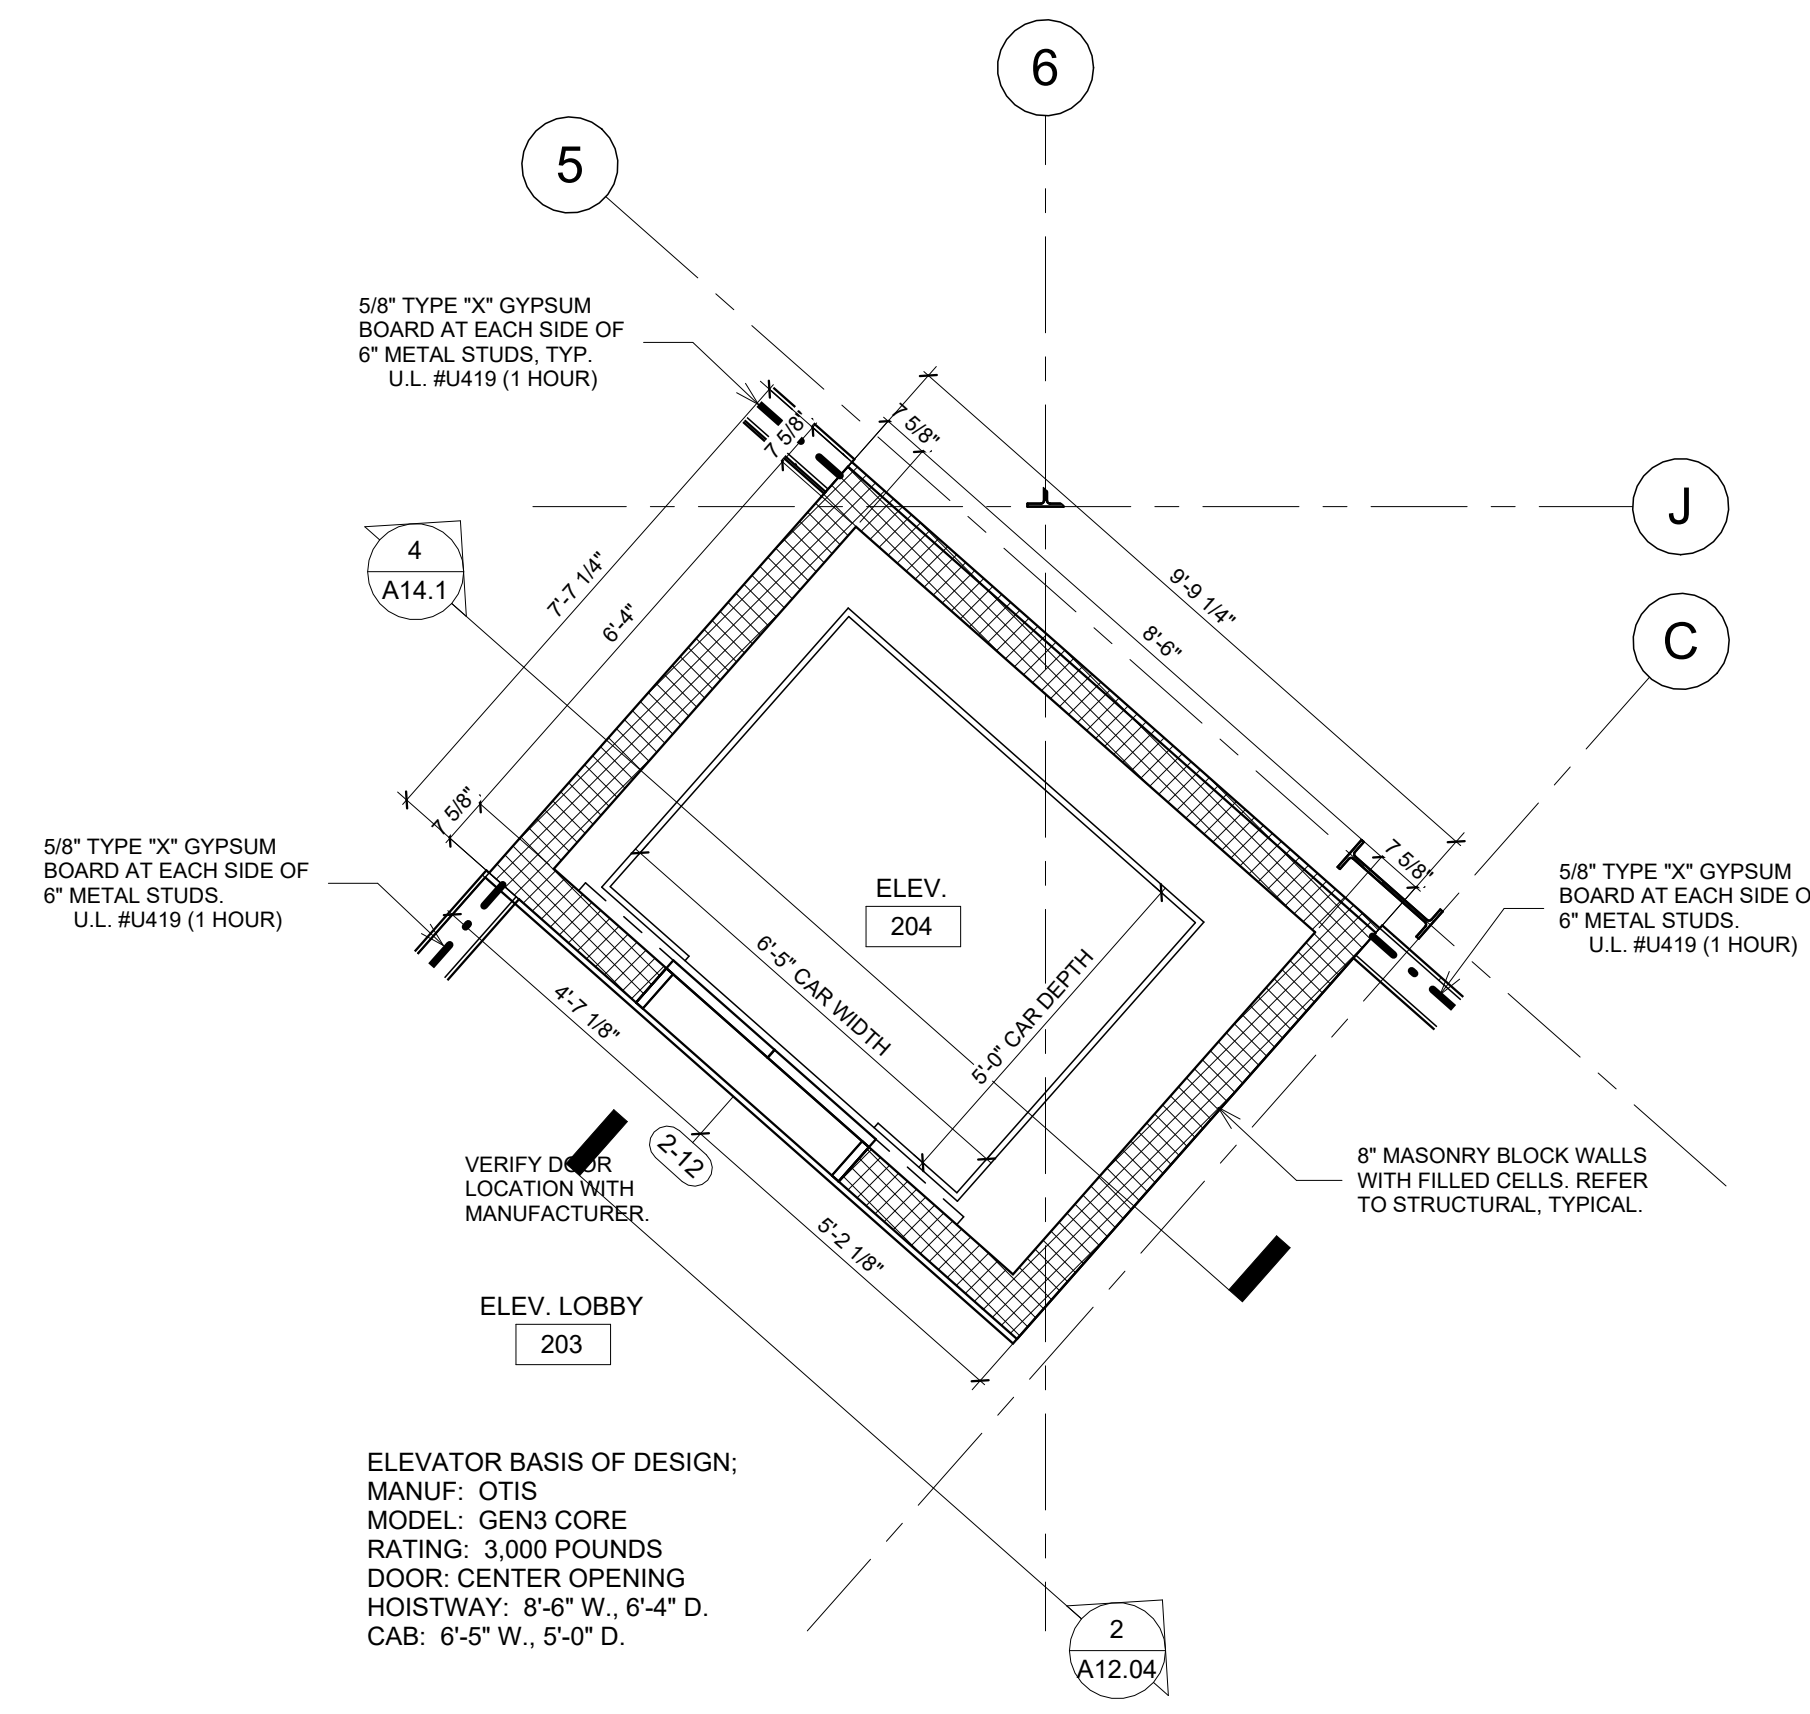 6
5
5/8" TYPE "X" GYPSUM
BOARD AT EACH SIDE OF
6" METAL STUDS, TYP.
U.L. #U419 (1 HOUR)
7 5/8"
7 5/8"
J
4
A14.1
7'-7 1/4"
6'-4"
9'-9 1/4"
8'-6"
C
7 5/8"
7 5/8"
5/8" TYPE "X" GYPSUM
BOARD AT EACH SIDE OF
6" METAL STUDS.
U.L. #U419 (1 HOUR)
5/8" TYPE "X" GYPSUM
BOARD AT EACH SIDE O
6" METAL STUDS.
U.L. #U419 (1 HOUR)
ELEV.
204
6'-5" CAR WIDTH
5'-0" CAR DEPTH
4'-7 1/8"
2-12
VERIFY DOOR
LOCATION WITH
MANUFACTURER.
8" MASONRY BLOCK WALLS
WITH FILLED CELLS. REFER
TO STRUCTURAL, TYPICAL.
5'-2 1/8"
ELEV. LOBBY
203
ELEVATOR BASIS OF DESIGN;
MANUF: OTIS
MODEL: GEN3 CORE
RATING: 3,000 POUNDS
DOOR: CENTER OPENING
HOISTWAY: 8'-6" W., 6'-4" D.
CAB: 6'-5" W., 5'-0" D.
2
A12.04